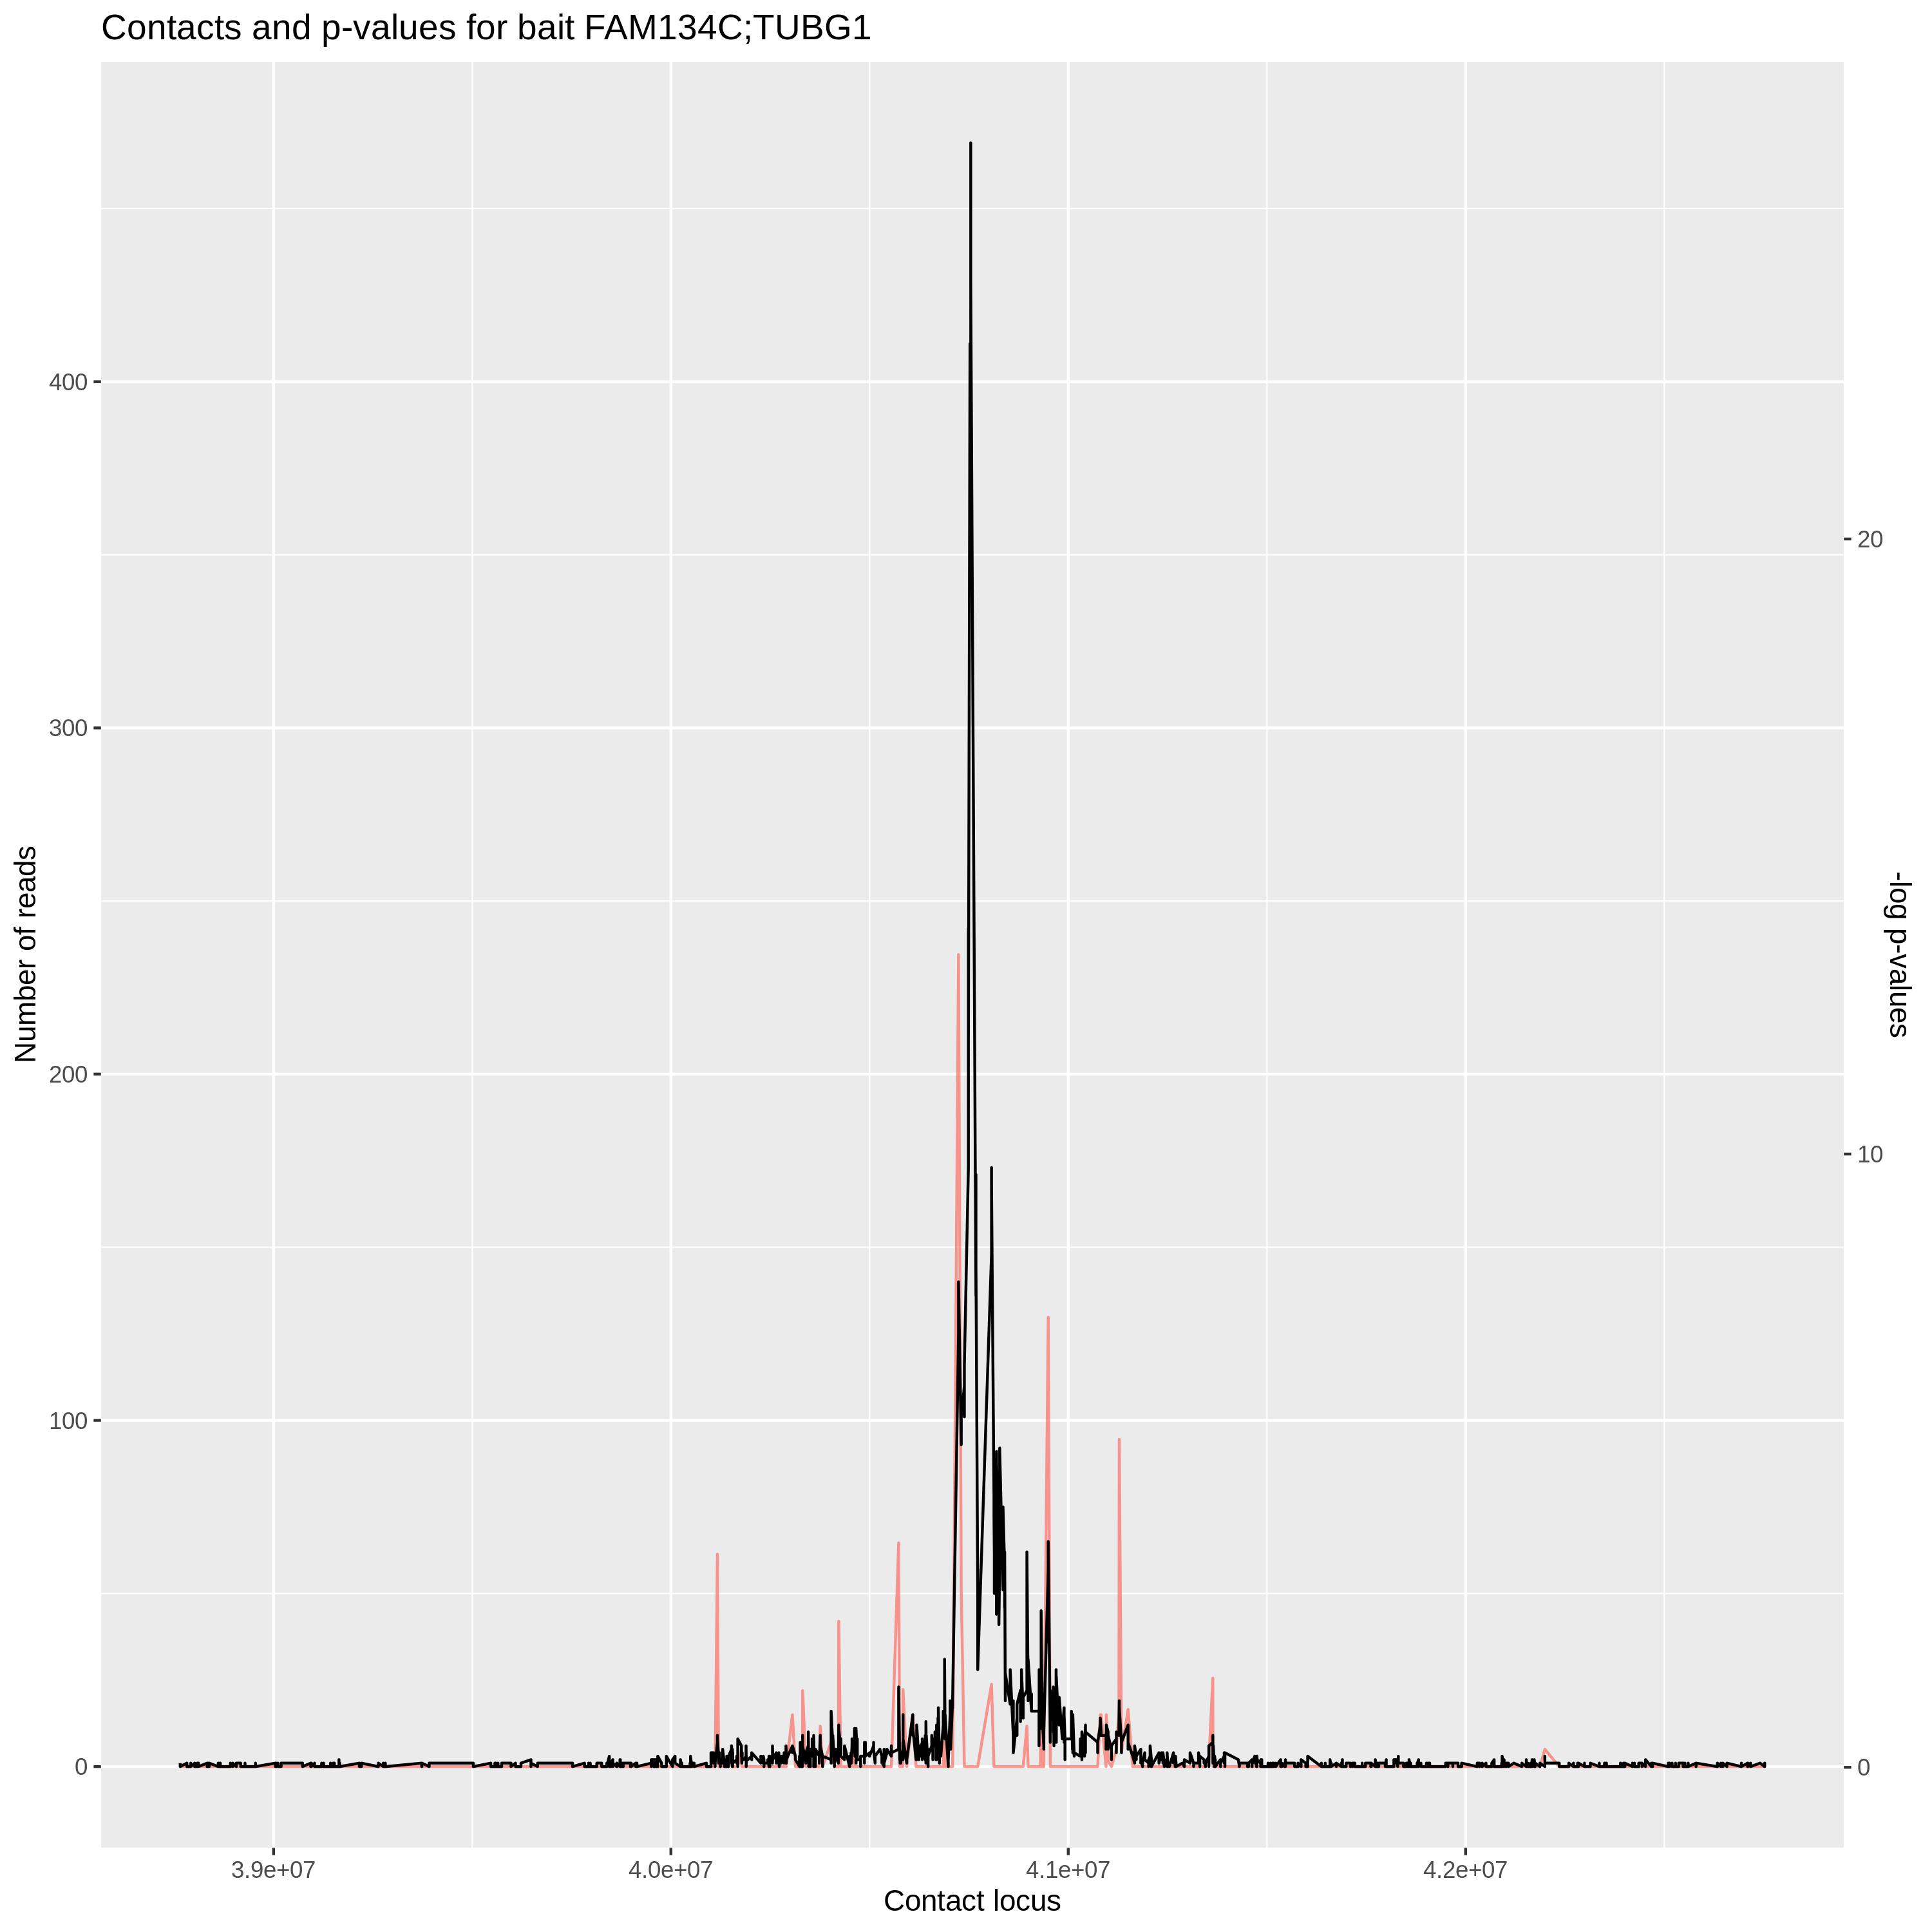 Contacts and p-values for bait FAM134C;TUBG1
400
300
200
100
0
Number of reads
20
10
0
-log p-values
3.9e+07
4.0e+07
4.1e+07
4.2e+07
Contact locus